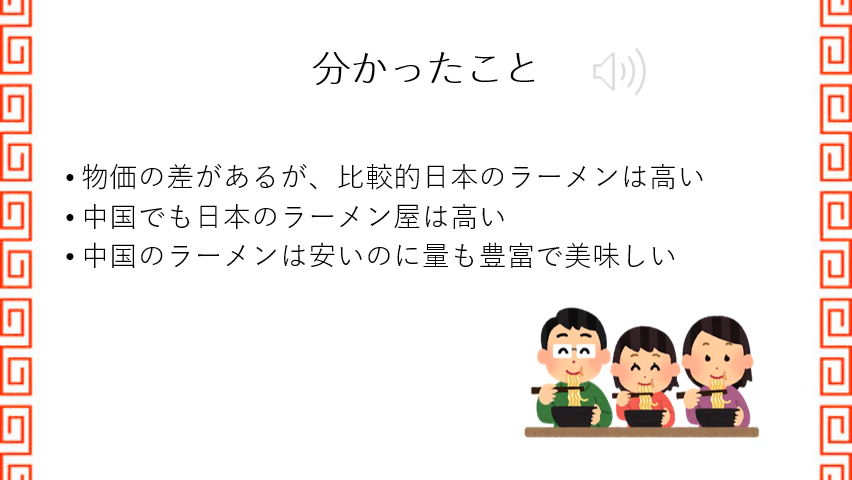 分かったこと
• 物価の差があるが、比較的日本のラーメンは高い
• 中国でも日本のラーメン屋は高い
• 中国のラーメンは安いのに量も豊富で美味しい